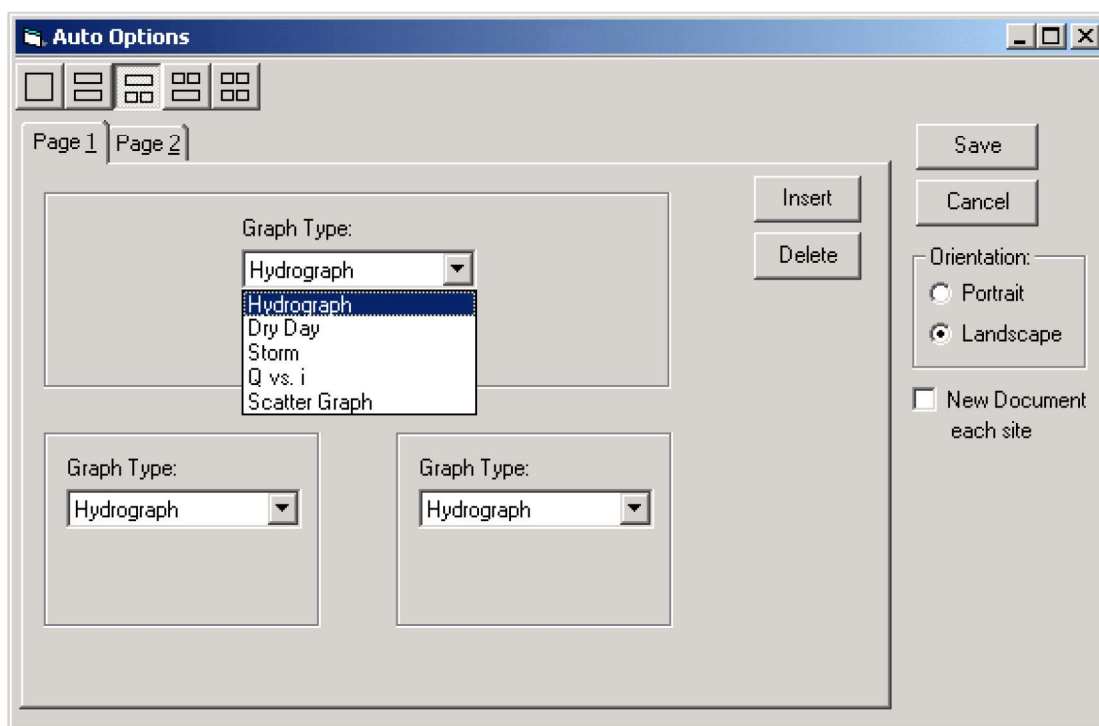 Auto Options
Page 1
Page 2
Graph Type:
Hydrograph
Hydrograph
Dry Day
Storm
Q vs. i
Scatter Graph
Graph Type:
Hydrograph
Graph Type:
Hydrograph
Insert
Delete
Save
Cancel
Orientation:
Portrait
Landscape
New Document
each site